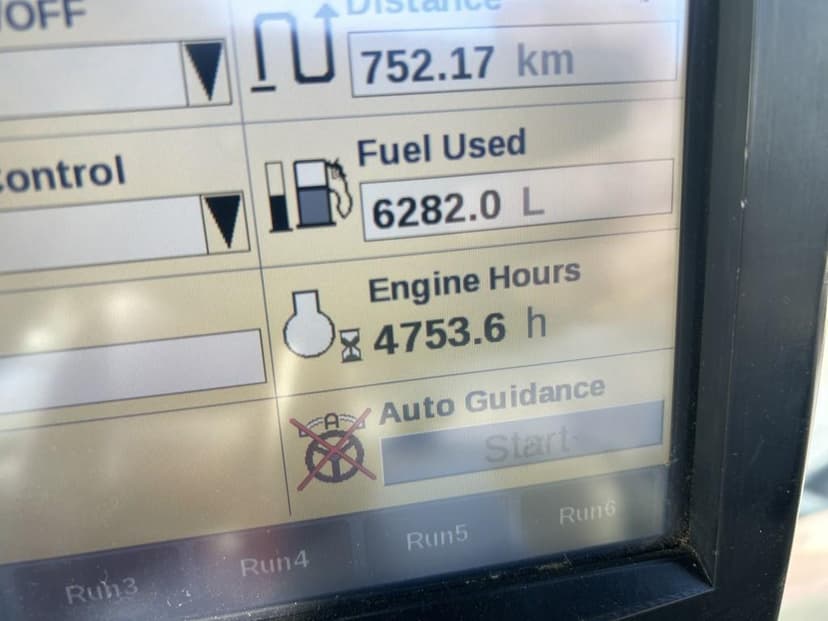 /OFF
Distance
752.17 km
Control
Fuel Used
6282.0 L
Engine Hours
4753.6 h
A
Auto Guidance
Start
Run3
Run4
Run5
Run6